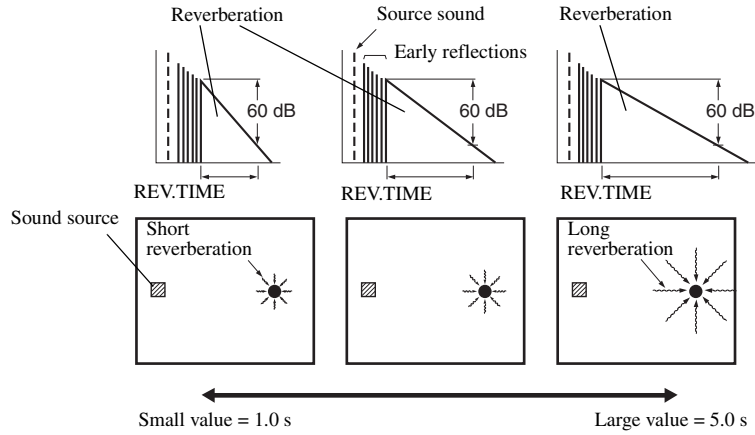 Reverberation
Source sound
Early reflections
Reverberation
60 dB
60 dB
60 dB
REV.TIME
REV.TIME
REV.TIME
Sound source
Short
reverberation
Long
reverberation
Small value = 1.0 s
Large value = 5.0 s